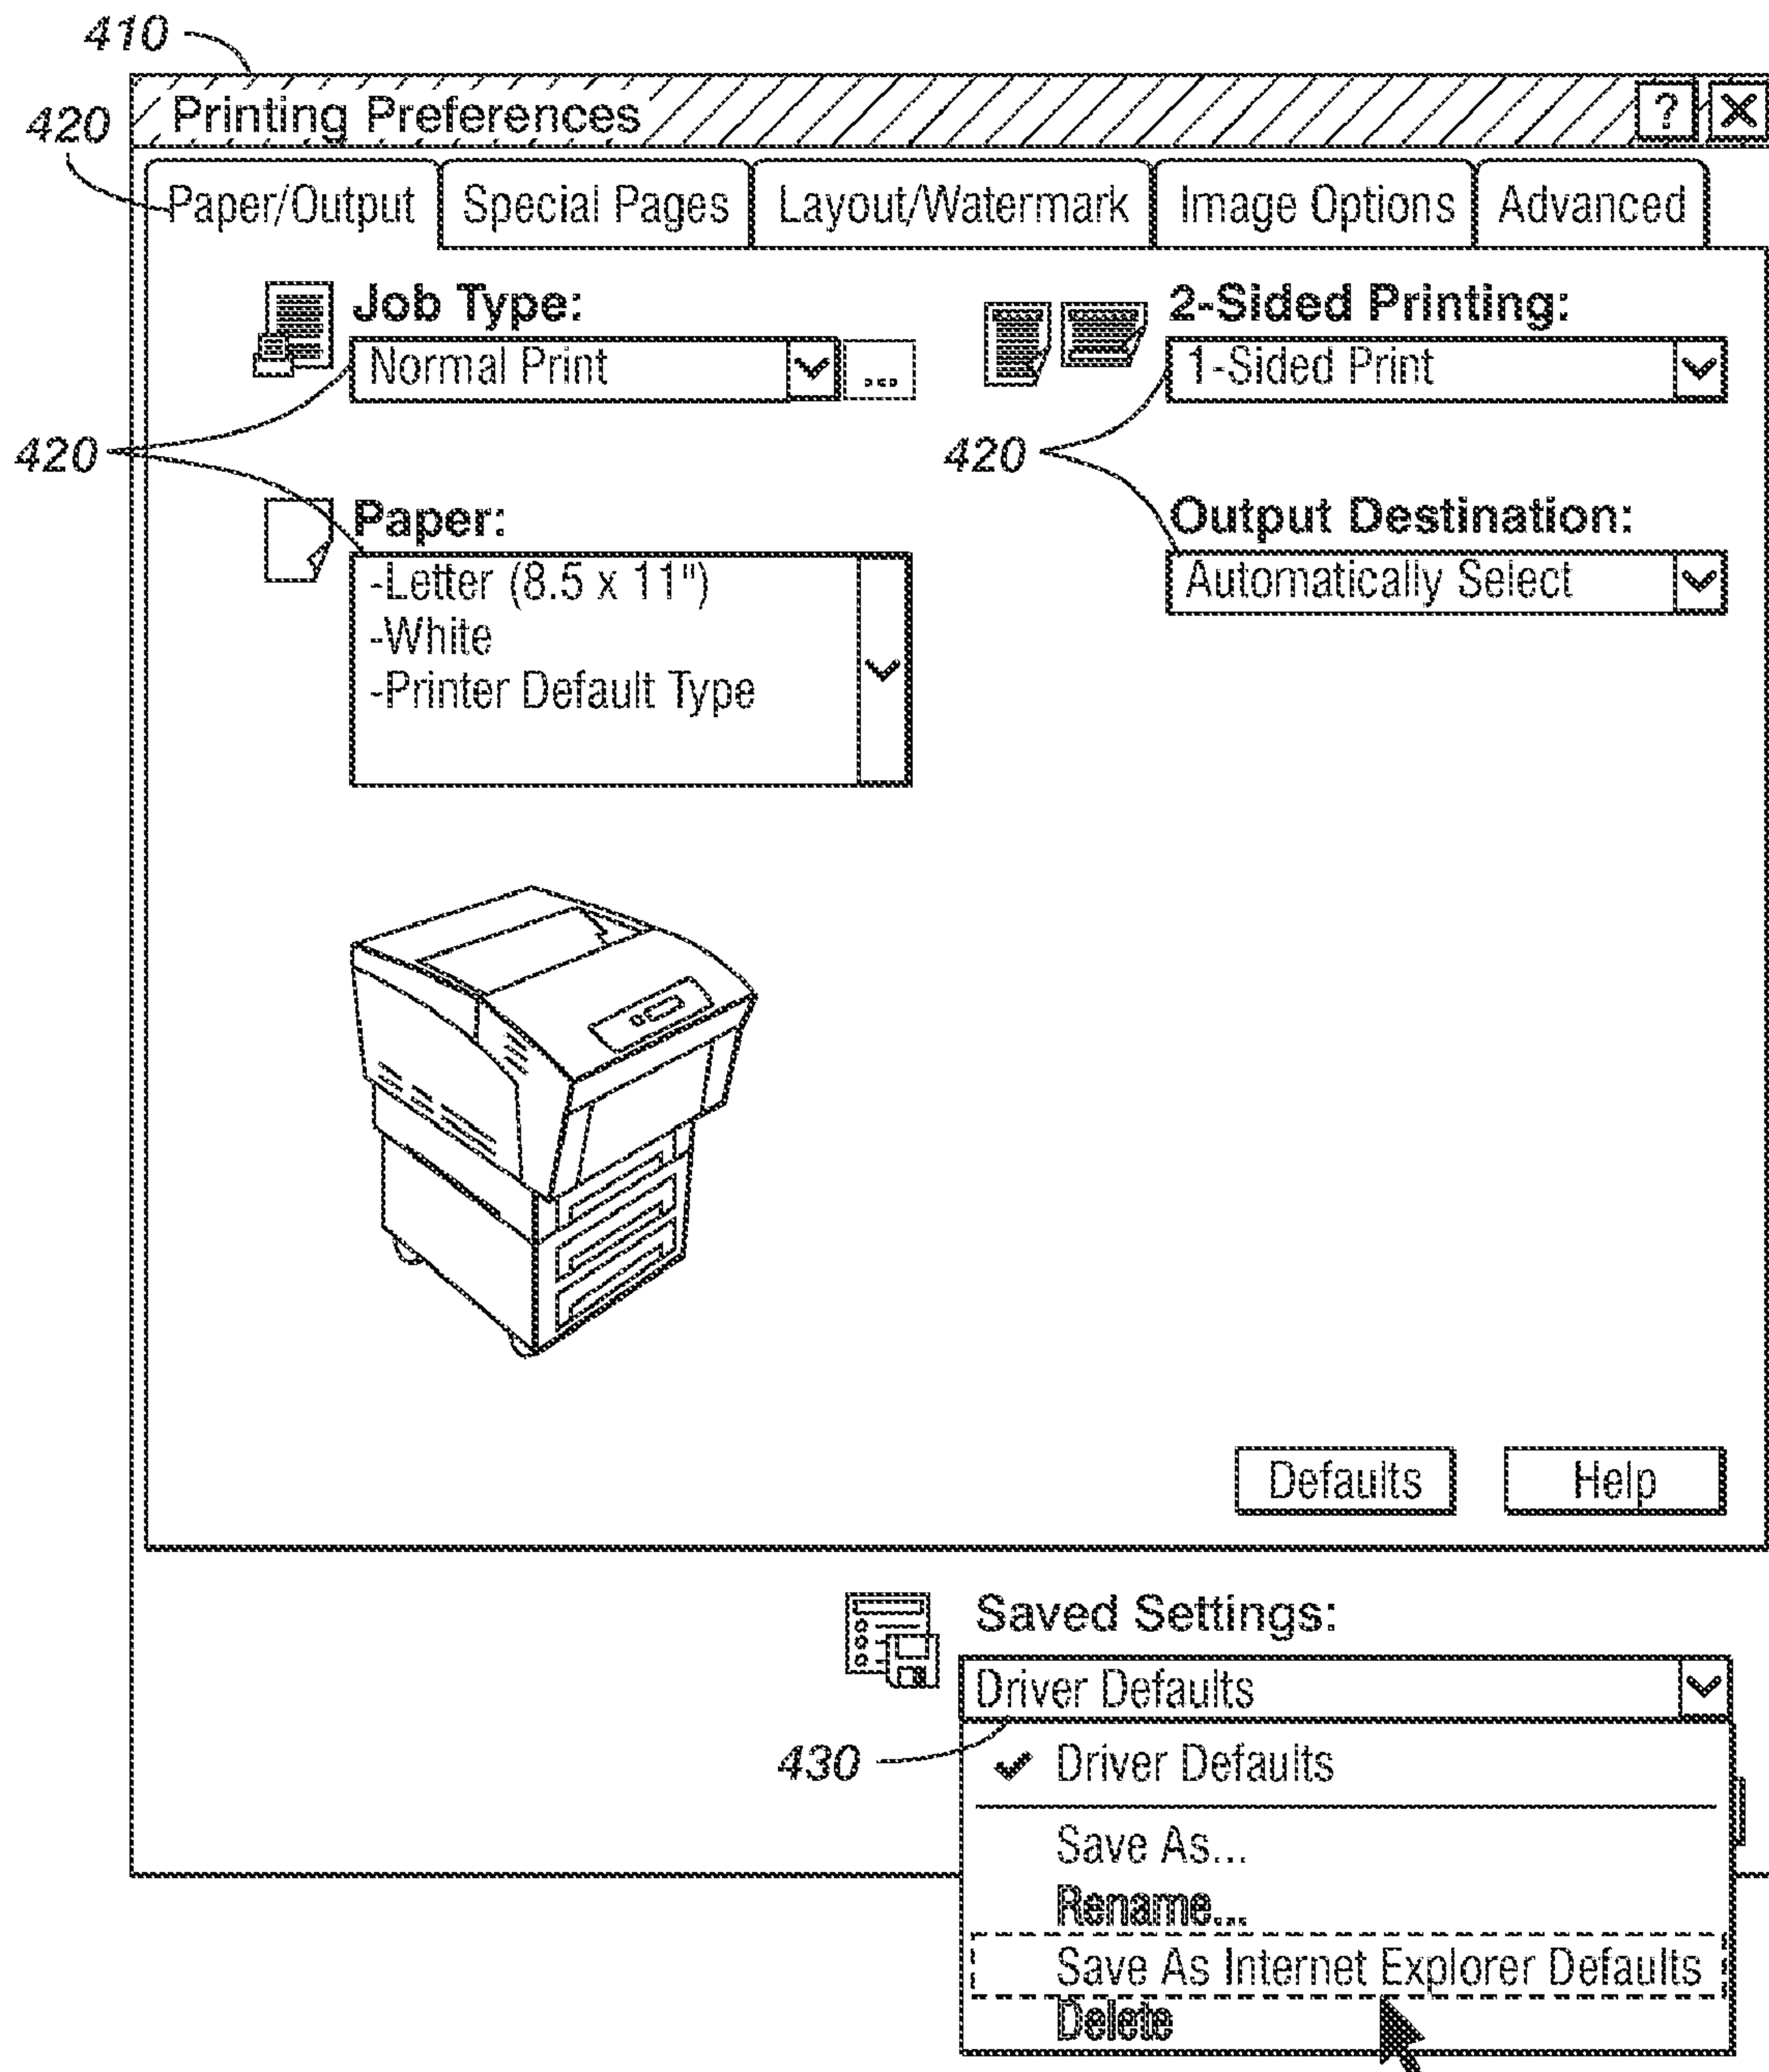 410
Printing Preferences ? X
420
Paper/Output Special Pages Layout/Watermark Image Options Advanced
Job Type: 2-Sided Printing:
Normal Print ... 1-Sided Print
420 420
Paper: Output Destination:
-Letter (8.5 x 11") Automatically Select
-White
-Printer Default Type
Defaults Help
Saved Settings:
Driver Defaults
430
Driver Defaults
Save As...
Rename...
Save As Internet Explorer Defaults
Delete